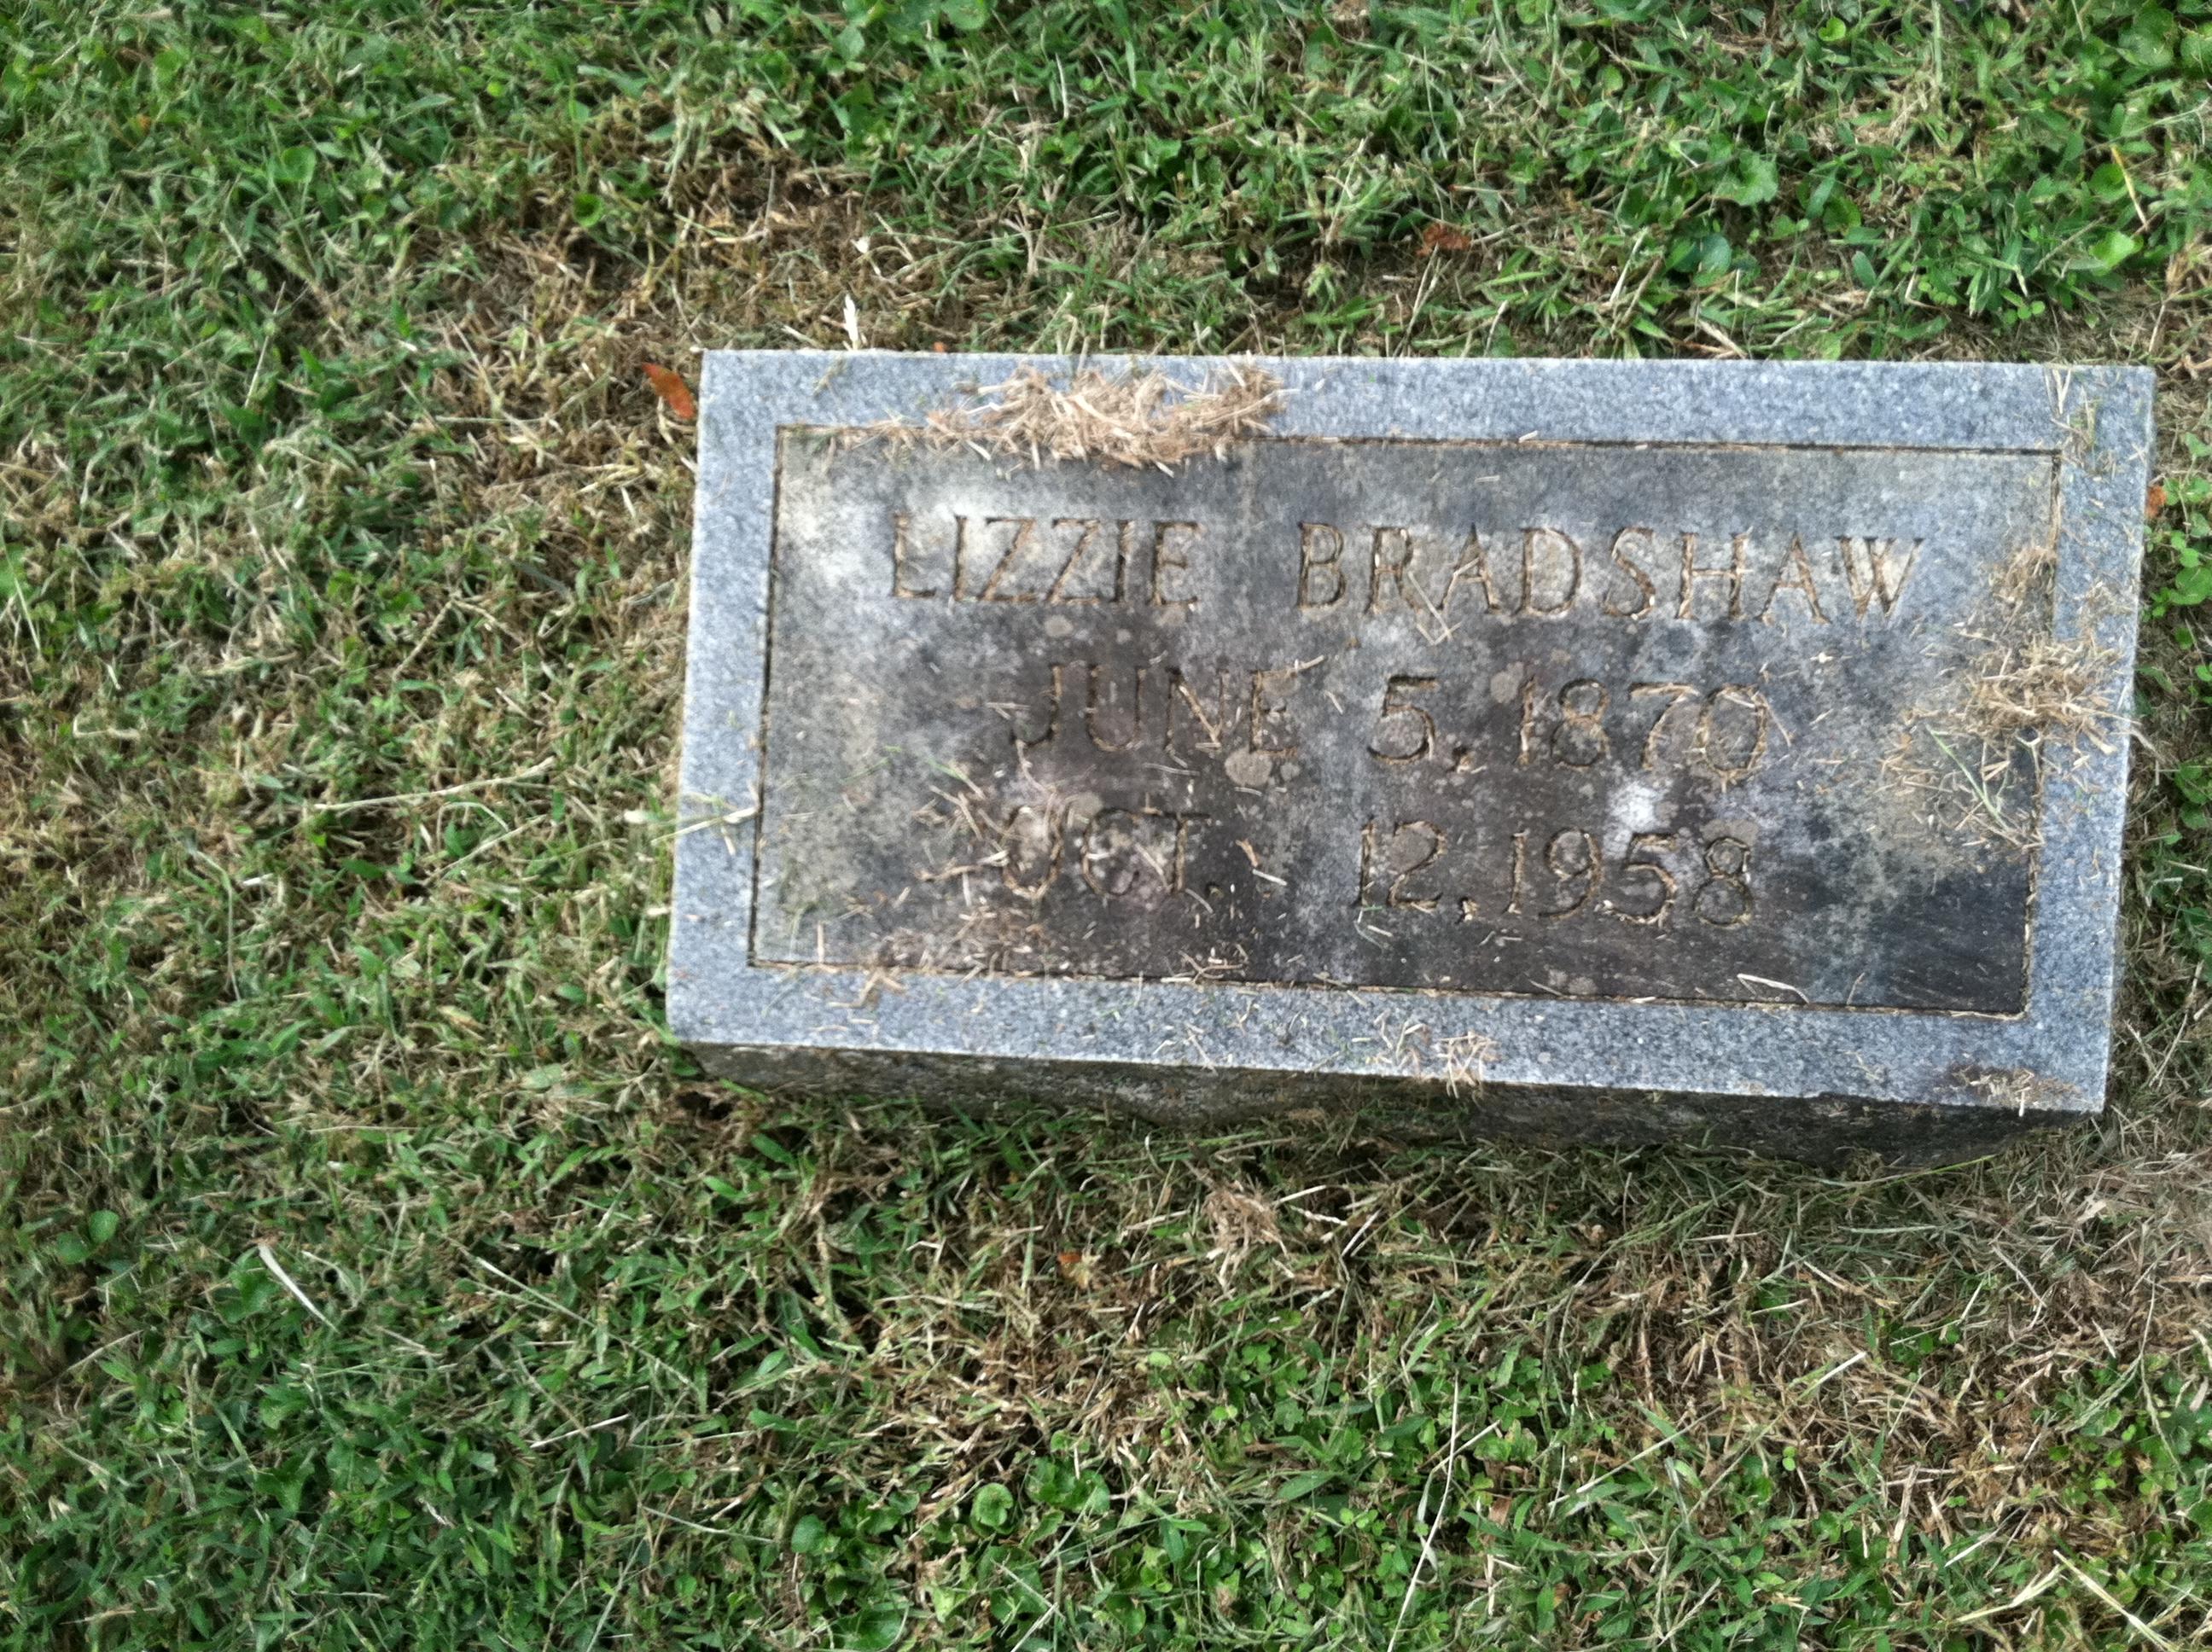 LIZZIE BRADSHAW
JUNE 5, 1870
OCT. 12, 1958